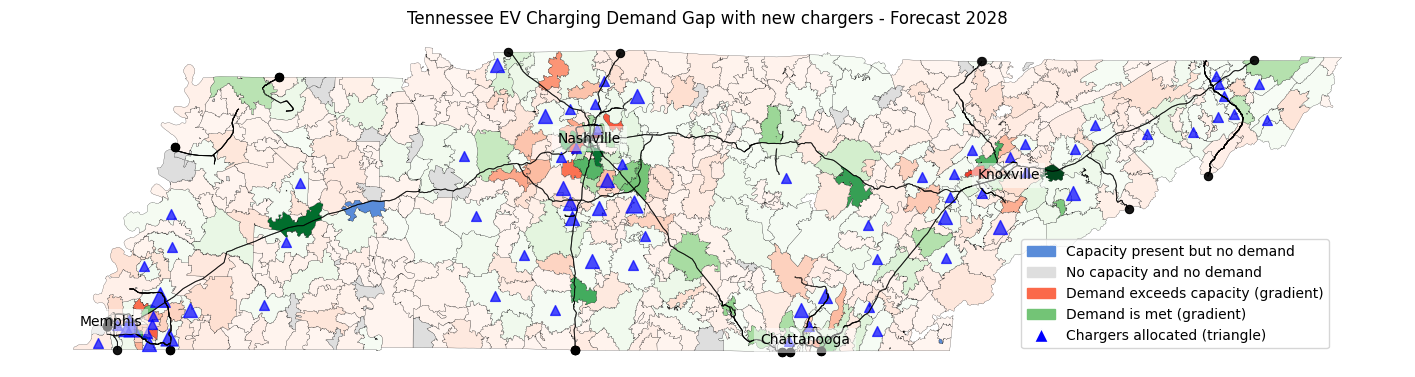 Tennessee EV Charging Demand Gap with new chargers - Forecast 2028
Nashville
Knoxville
Memphis
Chattanooga
Capacity present but no demand
No capacity and no demand
Demand exceeds capacity (gradient)
Demand is met (gradient)
Chargers allocated (triangle)